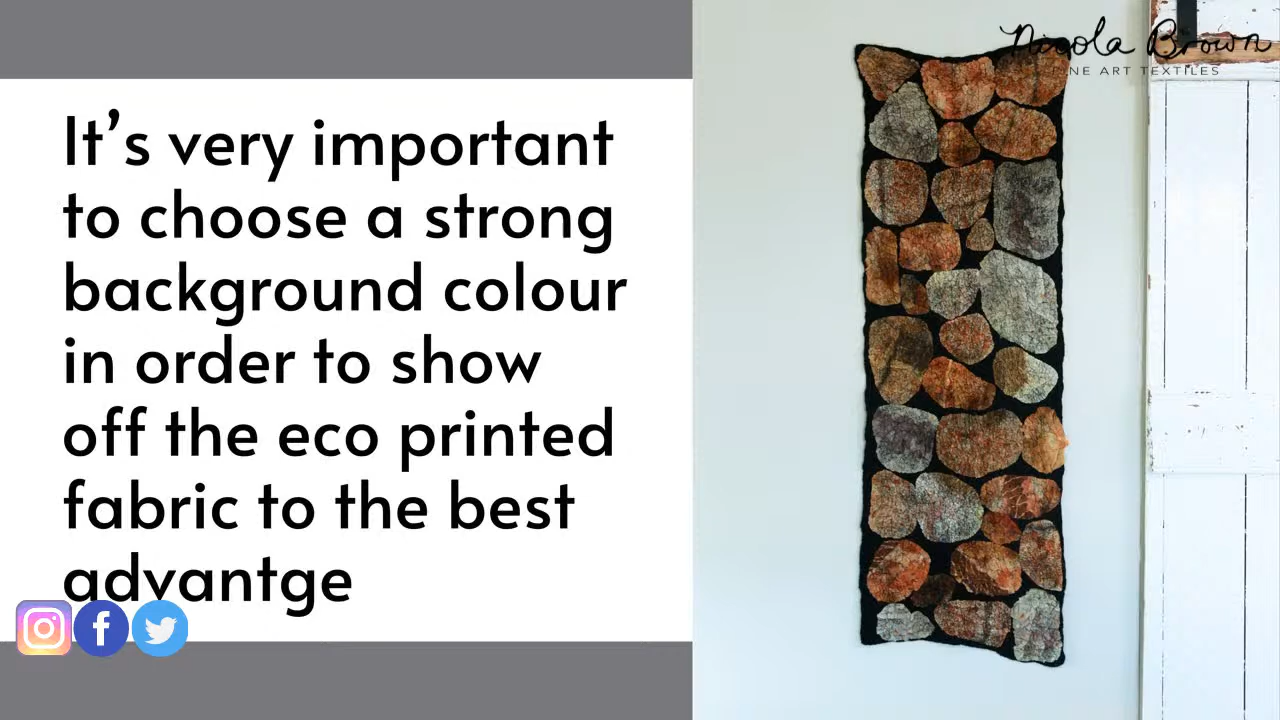 It's very important
to choose a strong
background colour
in order to show
off the eco printed
fabric to the best
advantge
Nicola Brown
FINE ART TEXTILES